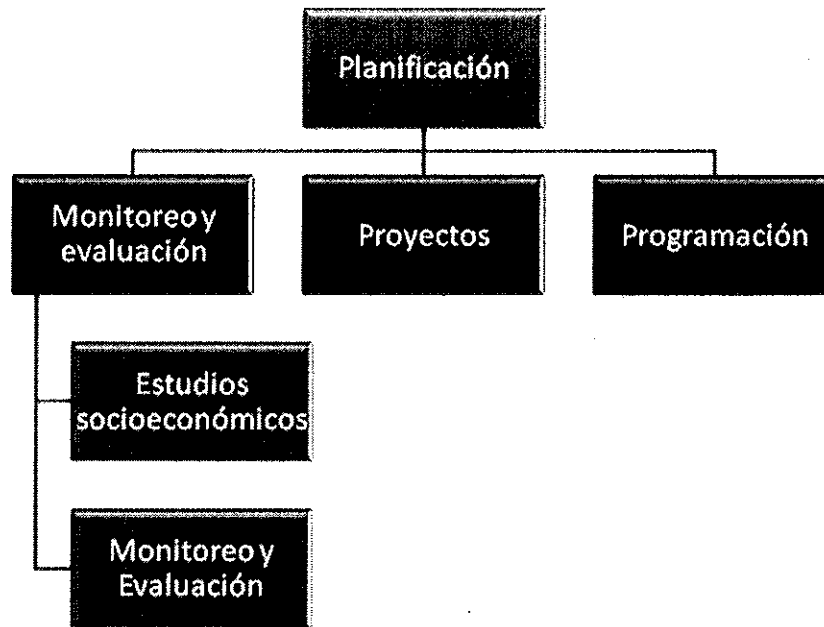 Planificación
Monitoreo y
evaluación
Proyectos
Programación
Estudios
socioeconómicos
Monitoreo y
Evaluación